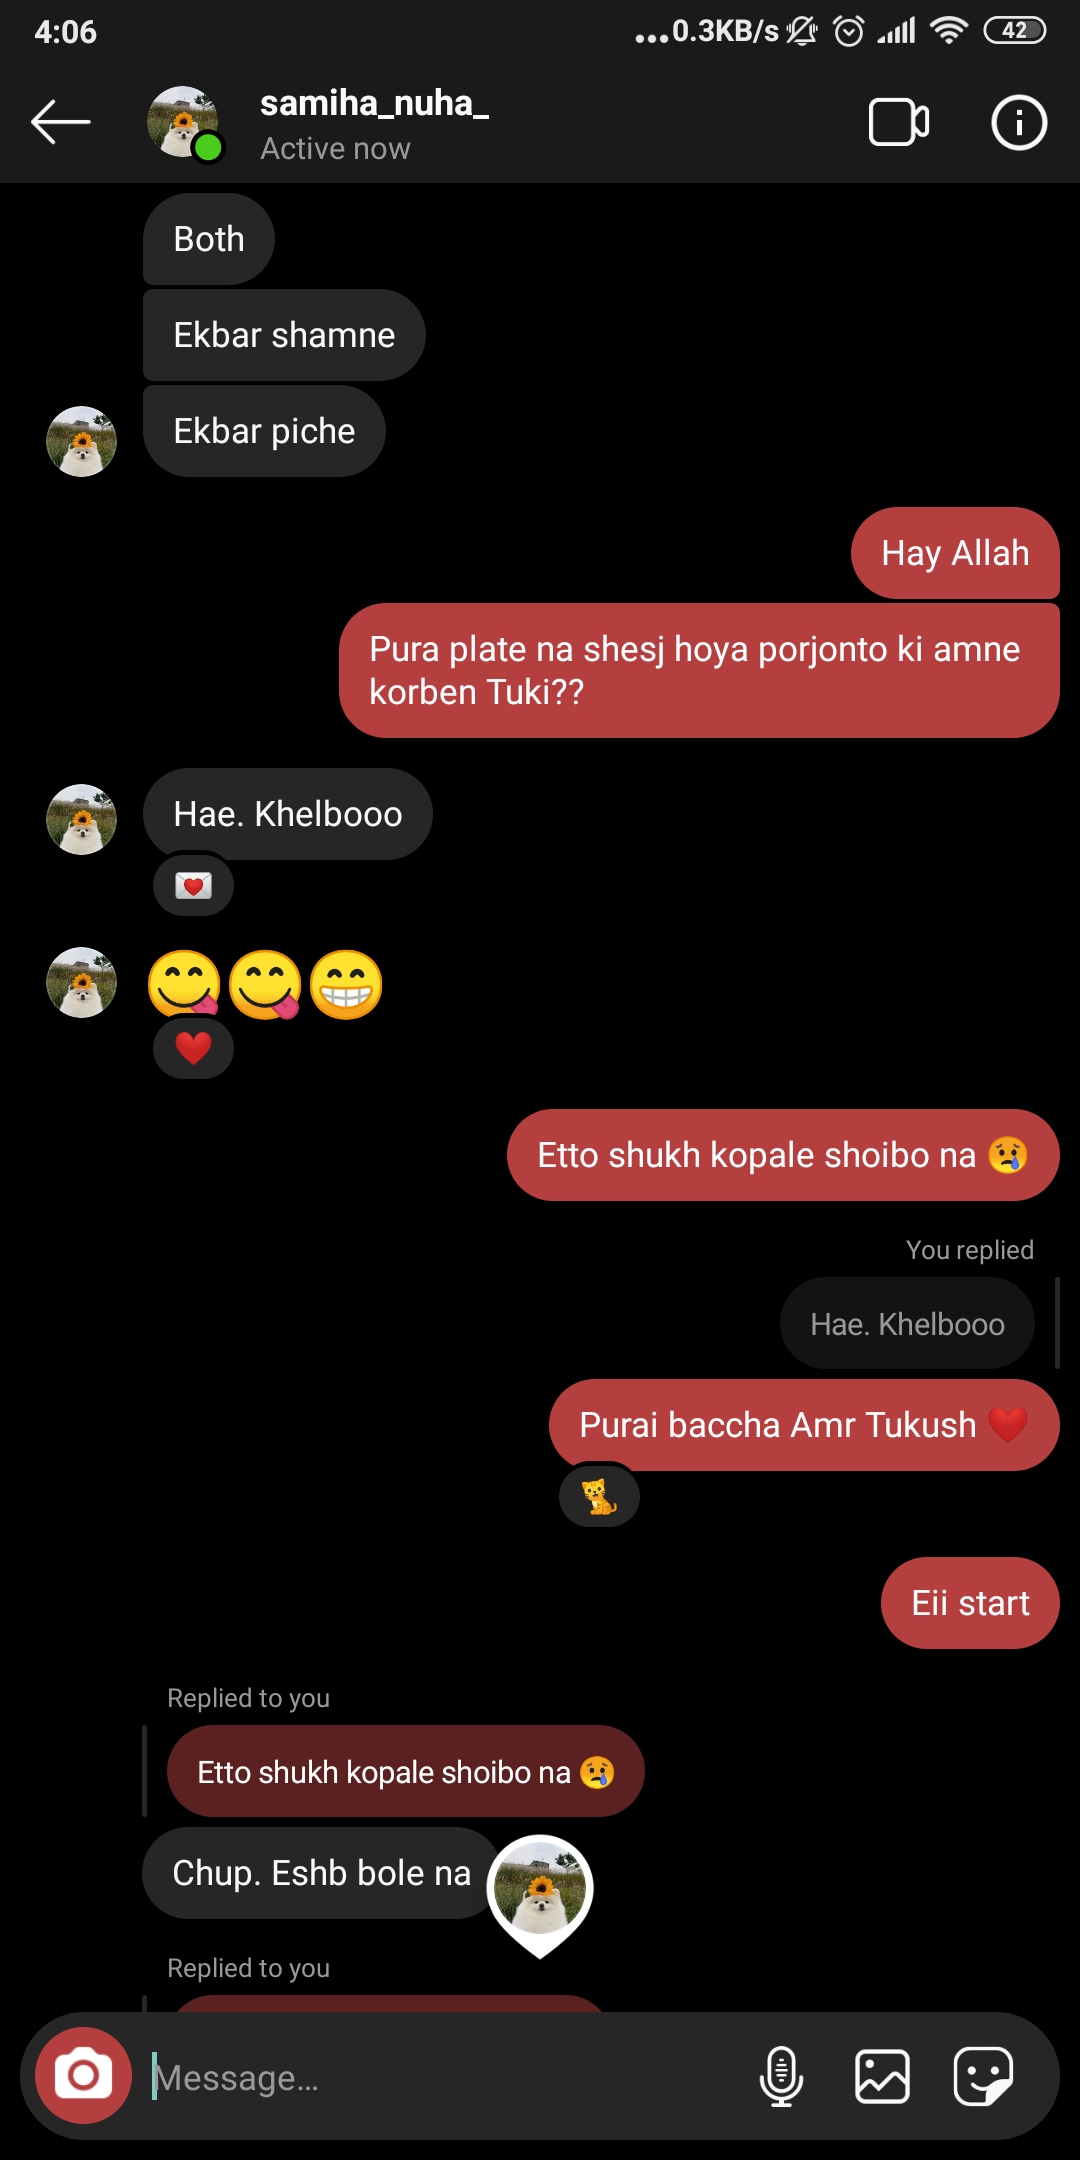 4:06
...0.3KB/s
42
samiha_nuha_
Active now
Both
Ekbar shamne
Ekbar piche
Hay Allah
Pura plate na shesj hoya porjonto ki amne
korben Tuki??
Hae. Khelbooo
💌
😋😋😁
❤️
Etto shukh kopale shoibo na 😢
You replied
Hae. Khelbooo
Purai baccha Amr Tukush ❤️
🐈
Eii start
Replied to you
Etto shukh kopale shoibo na 😢
Chup. Eshb bole na
Replied to you
Message...